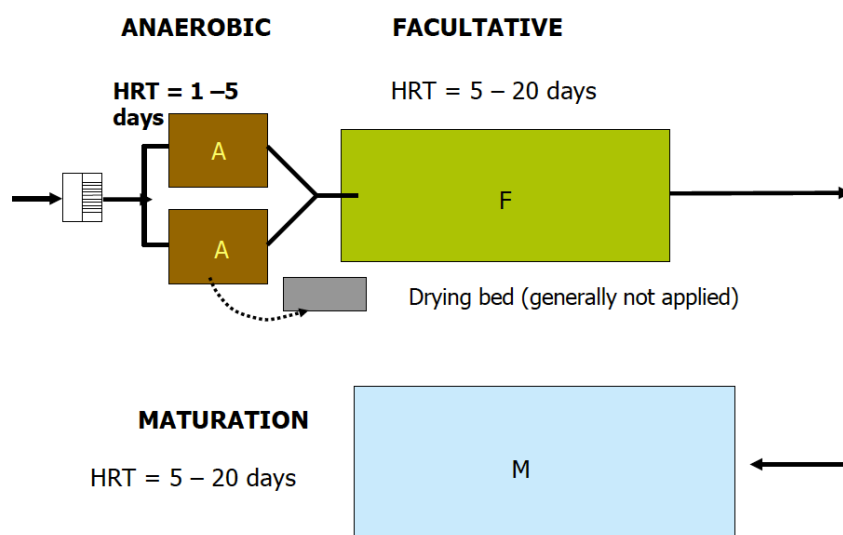 ANAEROBIC
FACULTATIVE
HRT = 1 –5
days
HRT = 5 – 20 days
A
A
F
Drying bed (generally not applied)
MATURATION
HRT = 5 – 20 days
M